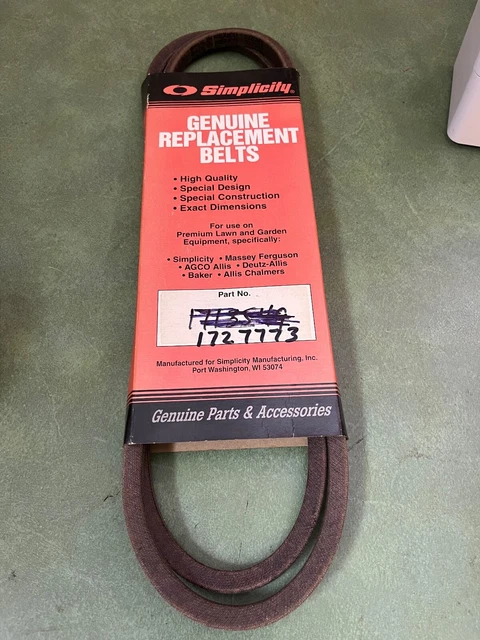 Simplicity
GENUINE
REPLACEMENT
BELTS
• High Quality
• Special Design
• Special Construction
• Exact Dimensions
For use on
Premium Lawn and Garden
Equipment, specifically:
• Simplicity • Massey Ferguson
• AGCO Allis • Deutz-Allis
• Baker • Allis Chalmers
Part No.
1727773
Manufactured for Simplicity Manufacturing, Inc.
Port Washington, WI 53074
Genuine Parts & Accessories